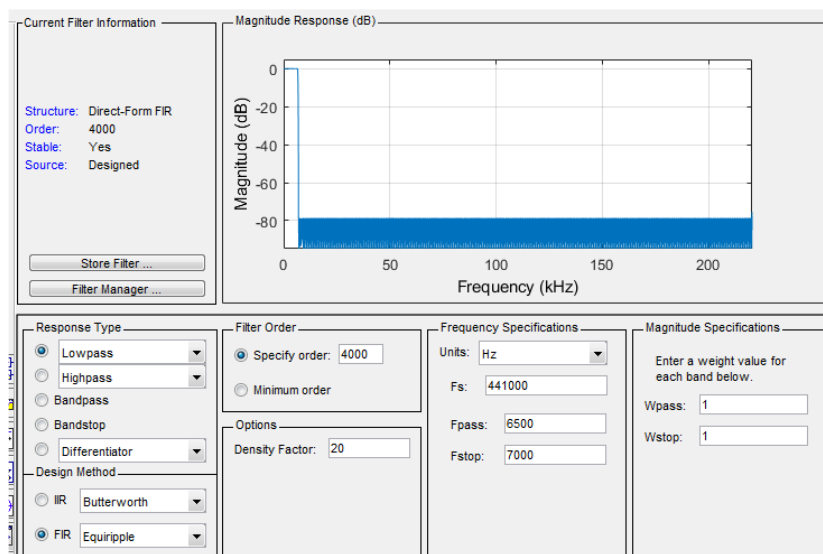 Current Filter Information
Structure: Direct-Form FIR
Order: 4000
Stable: Yes
Source: Designed
Store Filter ...
Filter Manager ...
Magnitude Response (dB)
Magnitude (dB)
0
-20
-40
-60
-80
0 50 100 150 200
Frequency (kHz)
Response Type
Lowpass
Highpass
Bandpass
Bandstop
Differentiator
Design Method
IIR Butterworth
FIR Equiripple
Filter Order
Specify order: 4000
Minimum order
Options
Density Factor: 20
Frequency Specifications
Units: Hz
Fs: 441000
Fpass: 6500
Fstop: 7000
Magnitude Specifications
Enter a weight value for
each band below.
Wpass: 1
Wstop: 1